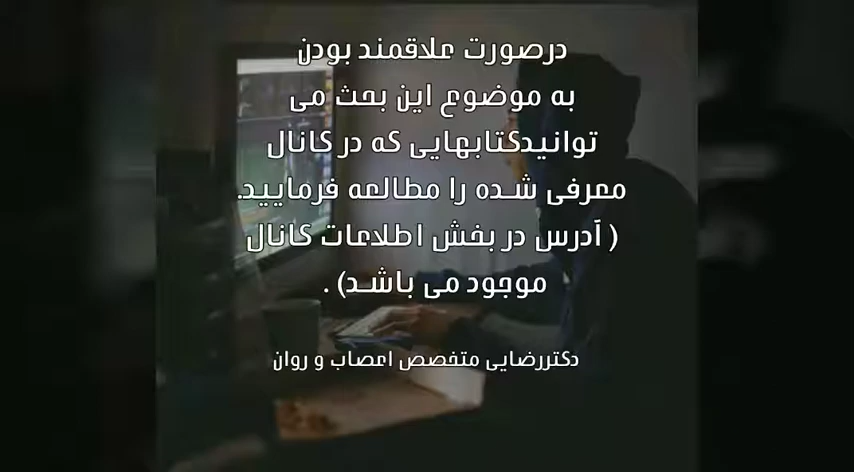 درصورت علاقمند بودن
به موضوع این بحث می
توانیدکتابهایی که در کانال
معرفی شده را مطالعه فرمایید.
( آدرس در بخش اطلاعات کانال
موجود می باشد) .
دکتررضایی متخصص اعصاب و روان